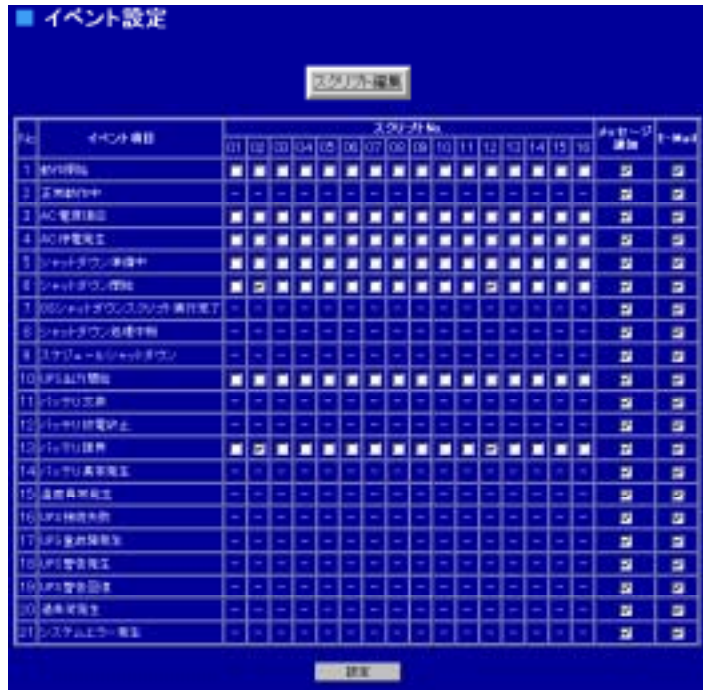 ■ イベント設定
スクリプト編集
No イベント項目 スクリプトNo. メッセージ通知 E-Mail
01 02 03 04 05 06 07 08 09 10 11 12 13 14 15 16
1 動作開始
2 正常動作中 - - - - - - - - - - - - - - - -
3 AC電源復旧
4 AC停電発生
5 シャットダウン準備中
6 シャットダウン開始
7 OSシャットダウンスクリプト実行完了 - - - - - - - - - - - - - - - -
8 シャットダウン処理中断 - - - - - - - - - - - - - - - -
9 スケジュールシャットダウン - - - - - - - - - - - - - - - -
10 UPS出力開始
11 バッテリ交換 - - - - - - - - - - - - - - - -
12 バッテリ放電終止 - - - - - - - - - - - - - - - -
13 バッテリ限界
14 バッテリ異常発生 - - - - - - - - - - - - - - - -
15 温度異常発生 - - - - - - - - - - - - - - - -
16 UPS接続失敗 - - - - - - - - - - - - - - - -
17 UPS重故障発生 - - - - - - - - - - - - - - - -
18 UPS警告発生 - - - - - - - - - - - - - - - -
19 UPS警告回復 - - - - - - - - - - - - - - - -
20 過負荷発生 - - - - - - - - - - - - - - - -
21 システムエラー発生 - - - - - - - - - - - - - - - -
設定